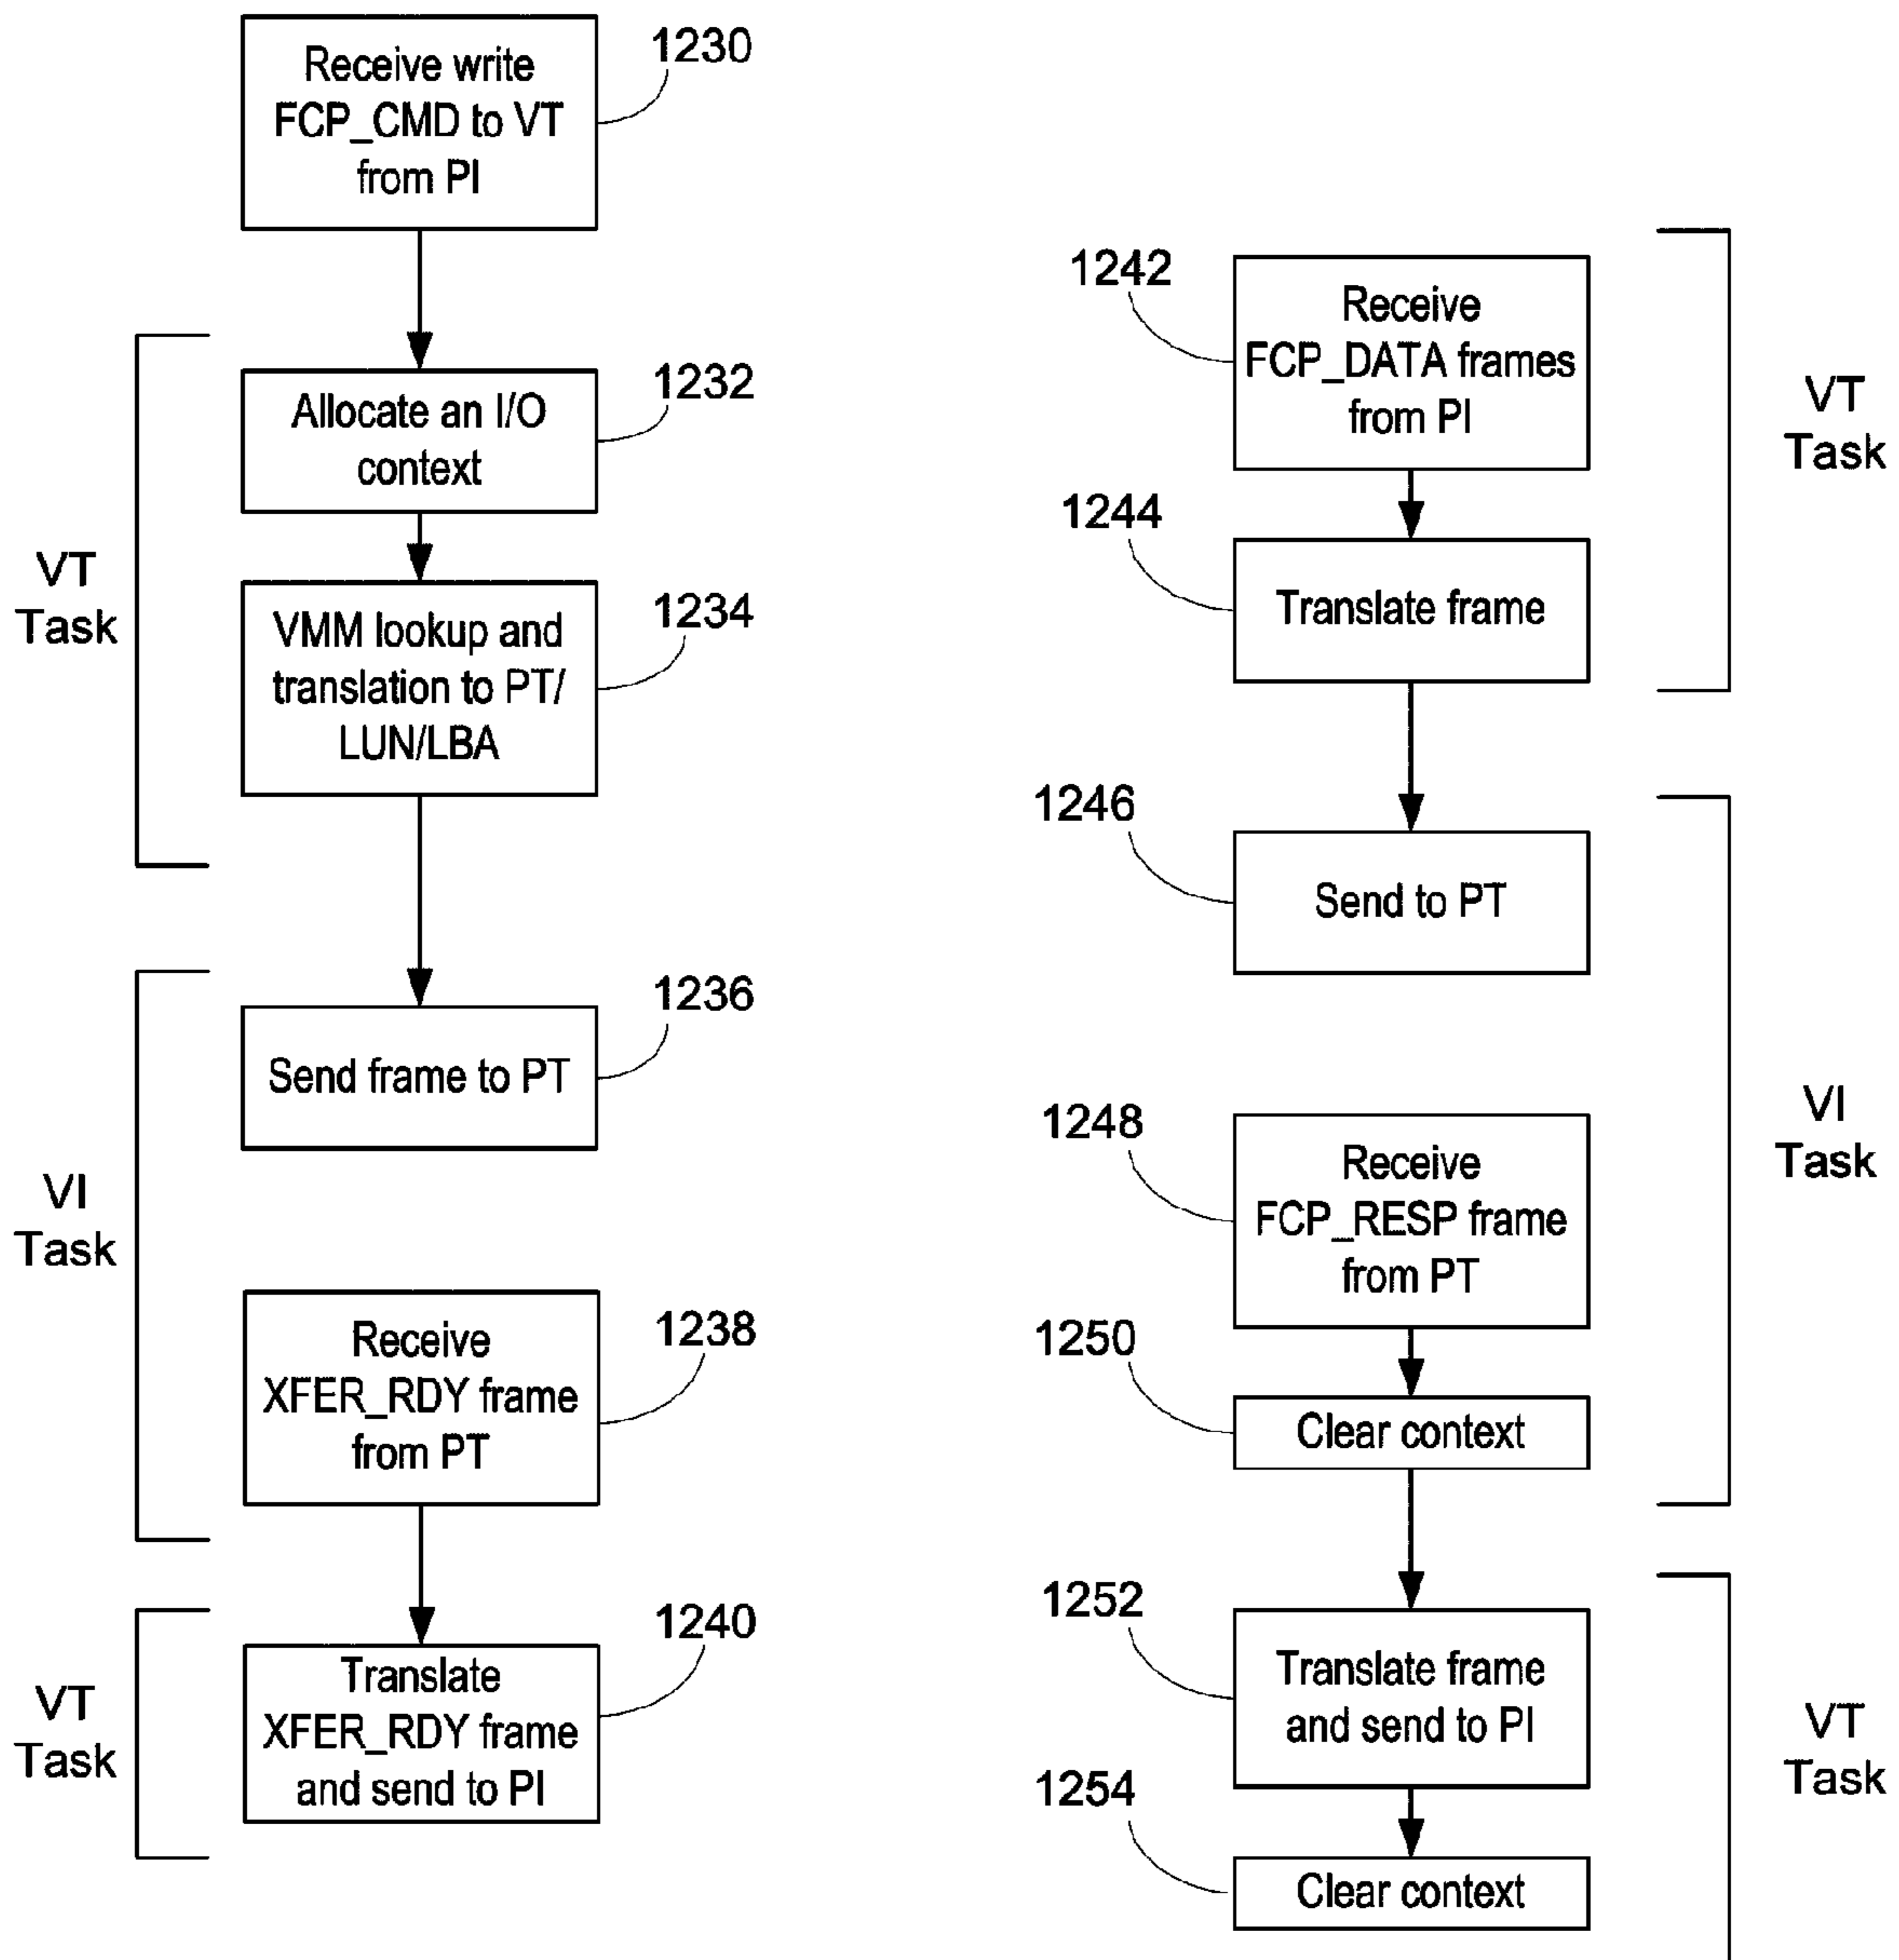 Receive write
FCP_CMD to VT
from PI
1230
Allocate an I/O
context
1232
VMM lookup and
translation to PT/
LUN/LBA
1234
VT
Task
Send frame to PT
1236
Receive
XFER_RDY frame
from PT
1238
VI
Task
Translate
XFER_RDY frame
and send to PI
1240
VT
Task
1242
Receive
FCP_DATA frames
from PI
1244
Translate frame
VT
Task
1246
Send to PT
1248
Receive
FCP_RESP frame
from PT
1250
Clear context
VI
Task
1252
Translate frame
and send to PI
1254
Clear context
VT
Task